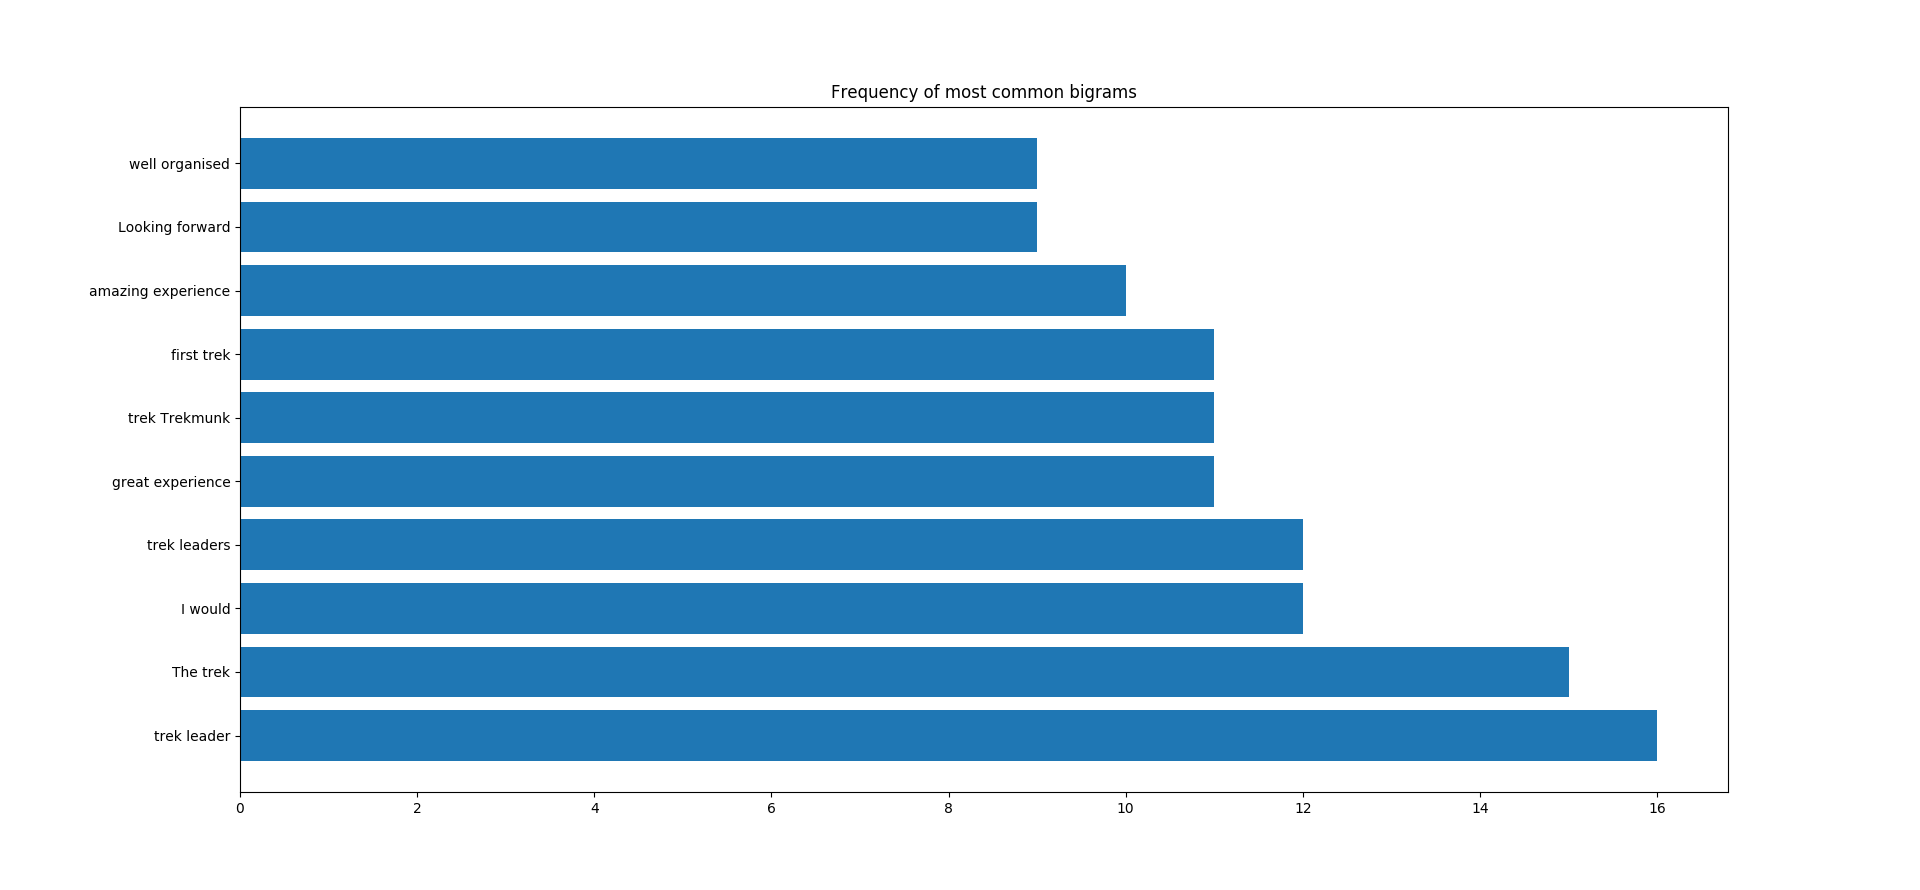 Frequency of most common bigrams
well organised
Looking forward
amazing experience
first trek
trek Trekmunk
great experience
trek leaders
I would
The trek
trek leader
0 2 4 6 8 10 12 14 16